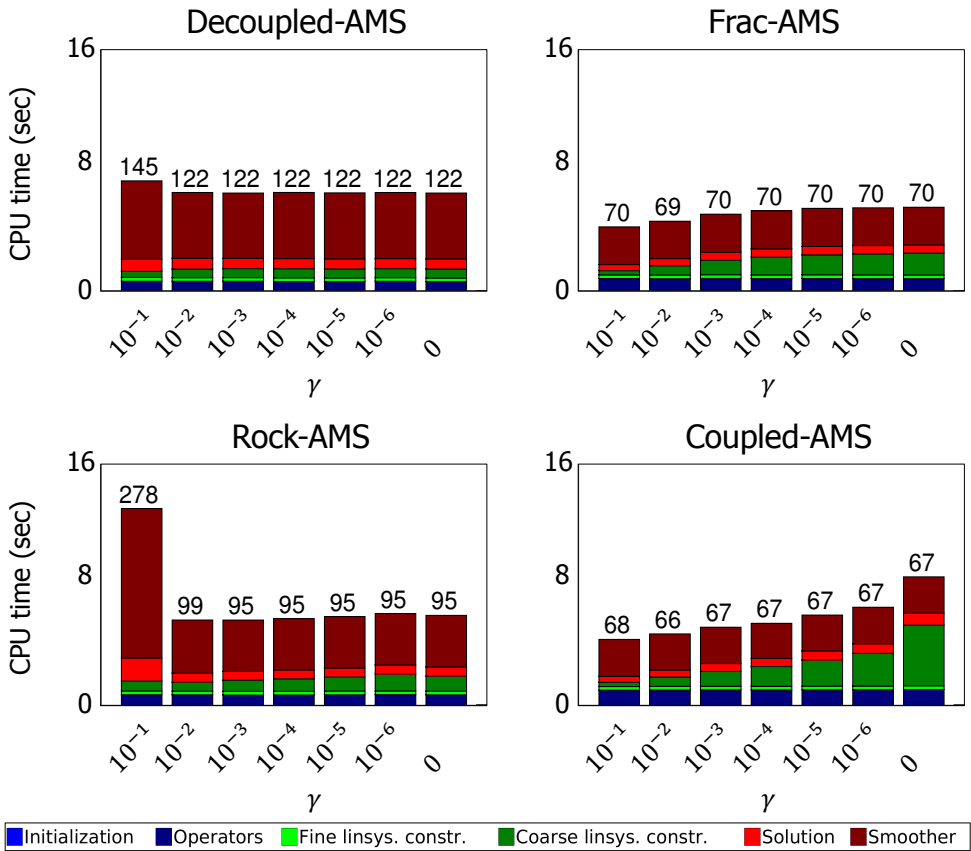 Decoupled-AMS
16
8
0
CPU time (sec)
145 122 122 122 122 122 122
10⁻¹ 10⁻² 10⁻³ 10⁻⁴ 10⁻⁵ 10⁻⁶ 0
γ
Frac-AMS
16
8
0
70 69 70 70 70 70 70
10⁻¹ 10⁻² 10⁻³ 10⁻⁴ 10⁻⁵ 10⁻⁶ 0
γ
Rock-AMS
16
8
0
CPU time (sec)
278 99 95 95 95 95 95
10⁻¹ 10⁻² 10⁻³ 10⁻⁴ 10⁻⁵ 10⁻⁶ 0
γ
Coupled-AMS
16
8
0
68 66 67 67 67 67 67
10⁻¹ 10⁻² 10⁻³ 10⁻⁴ 10⁻⁵ 10⁻⁶ 0
γ
Initialization Operators Fine linsys. constr. Coarse linsys. constr. Solution Smoother